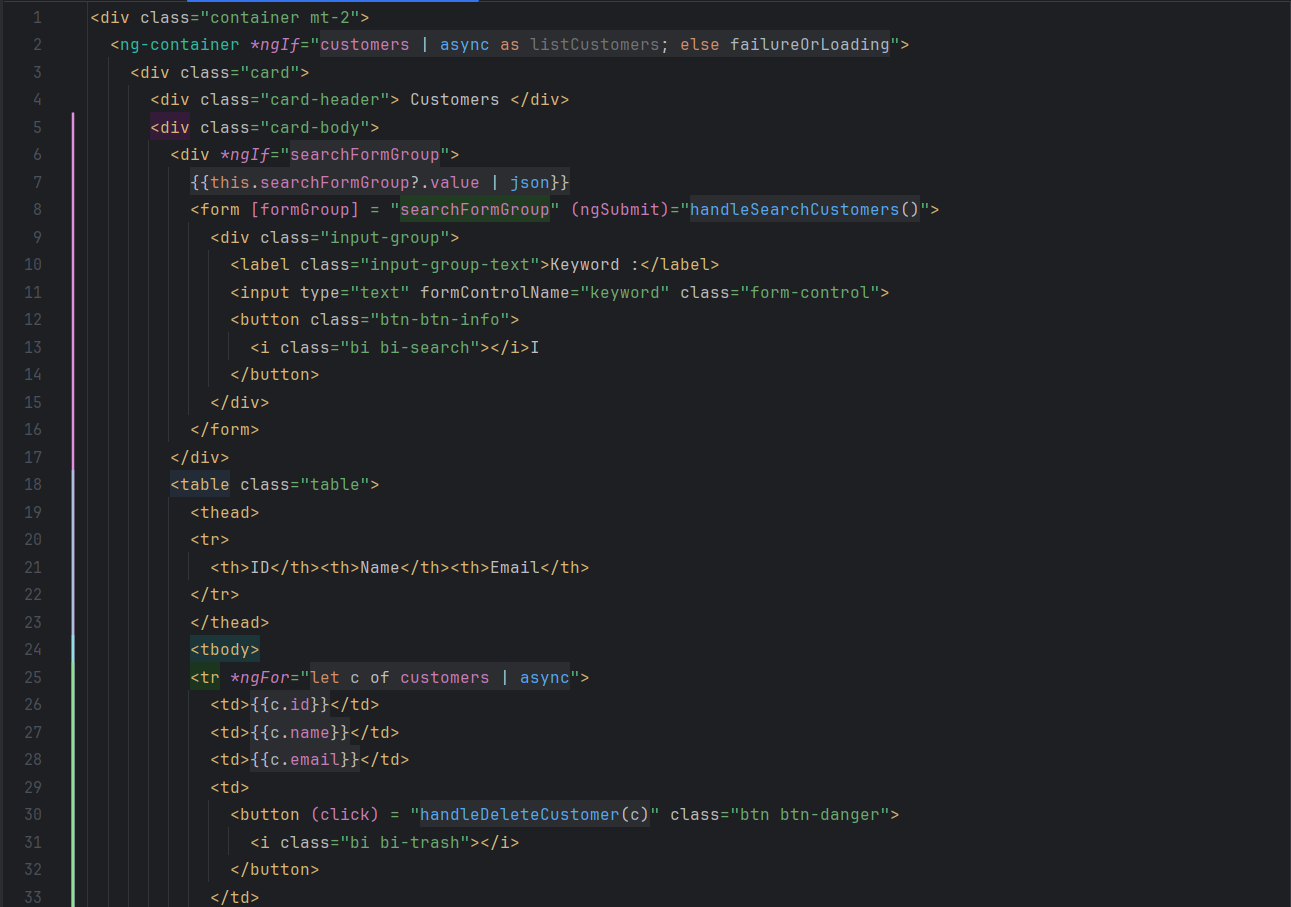 1 <div class="container mt-2">
2 <ng-container *ngIf="customers | async as listCustomers; else failureOrLoading">
3 <div class="card">
4 <div class="card-header"> Customers </div>
5 <div class="card-body">
6 <div *ngIf="searchFormGroup">
7 {{this.searchFormGroup?.value | json}}
8 <form [formGroup] = "searchFormGroup" (ngSubmit)="handleSearchCustomers()">
9 <div class="input-group">
10 <label class="input-group-text">Keyword :</label>
11 <input type="text" formControlName="keyword" class="form-control">
12 <button class="btn-btn-info">
13 <i class="bi bi-search"></i>I
14 </button>
15 </div>
16 </form>
17 </div>
18 <table class="table">
19 <thead>
20 <tr>
21 <th>ID</th><th>Name</th><th>Email</th>
22 </tr>
23 </thead>
24 <tbody>
25 <tr *ngFor="let c of customers | async">
26 <td>{{c.id}}</td>
27 <td>{{c.name}}</td>
28 <td>{{c.email}}</td>
29 <td>
30 <button (click) = "handleDeleteCustomer(c)" class="btn btn-danger">
31 <i class="bi bi-trash"></i>
32 </button>
33 </td>